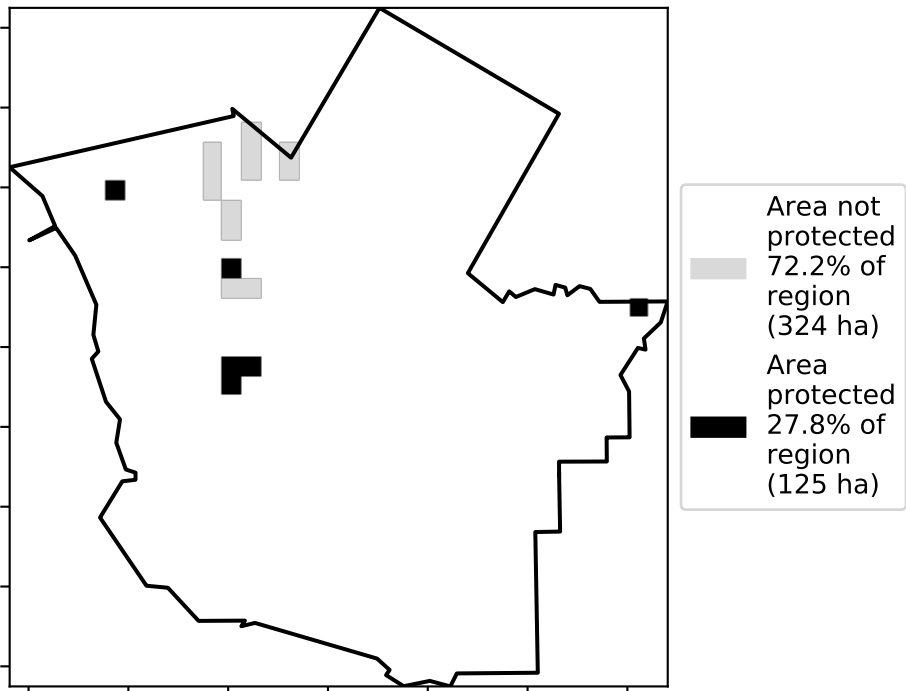 Area not
protected
72.2% of
region
(324 ha)
Area
protected
27.8% of
region
(125 ha)